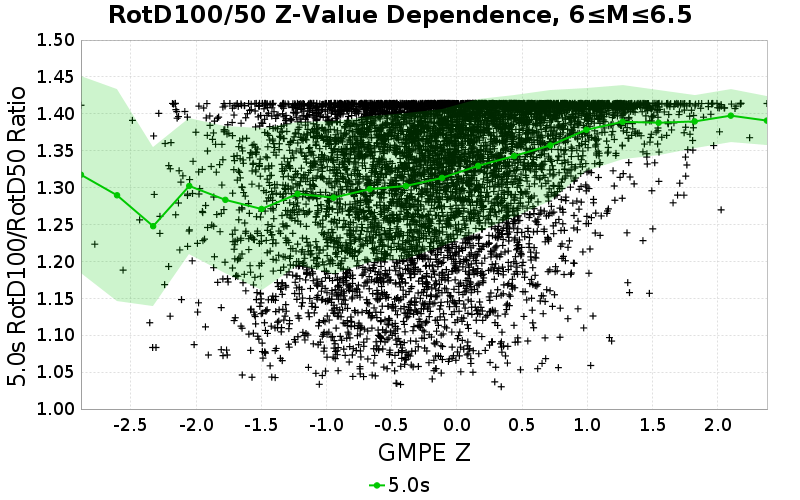 RotD100/50 Z-Value Dependence, 6≤M≤6.5
5.0s RotD100/RotD50 Ratio
1.50
1.45
1.40
1.35
1.30
1.25
1.20
1.15
1.10
1.05
1.00
-2.5 -2.0 -1.5 -1.0 -0.5 0.0 0.5 1.0 1.5 2.0
GMPE Z
5.0s